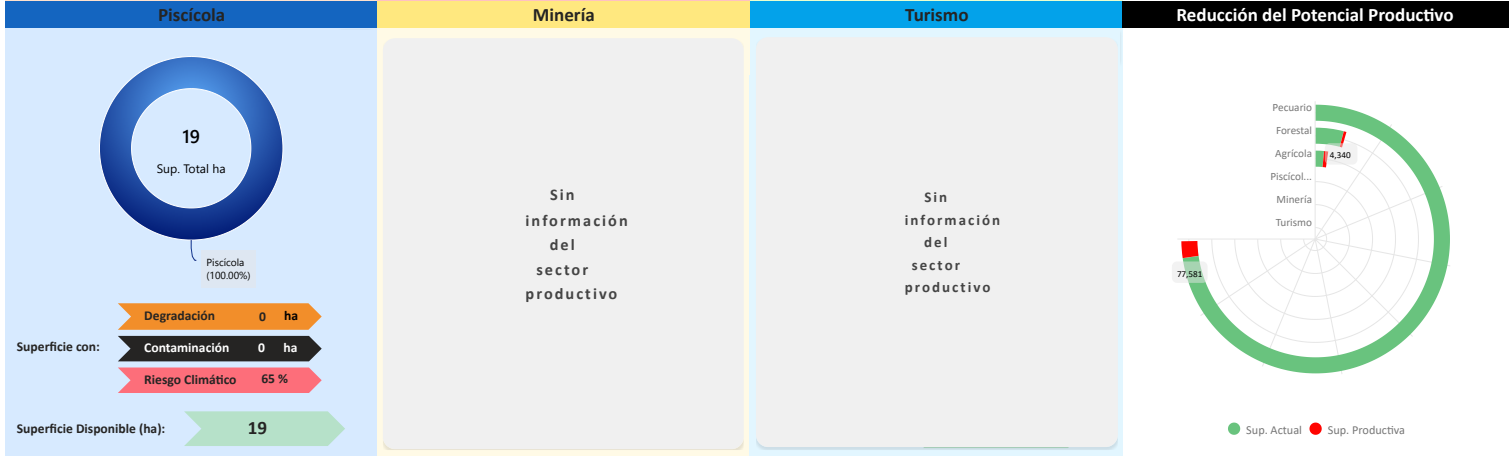 Piscícola
19
Sup. Total ha
Piscícola
(100.00%)
Superficie con:
Degradación 0 ha
Contaminación 0 ha
Riesgo Climático 65 %
Superficie Disponible (ha): 19
Minería
Sin
información
del
sector
productivo
Turismo
Sin
información
del
sector
productivo
Reducción del Potencial Productivo
Pecuario
Forestal
Agrícola
4,340
Piscícol...
Minería
Turismo
77,581
Sup. Actual
Sup. Productiva